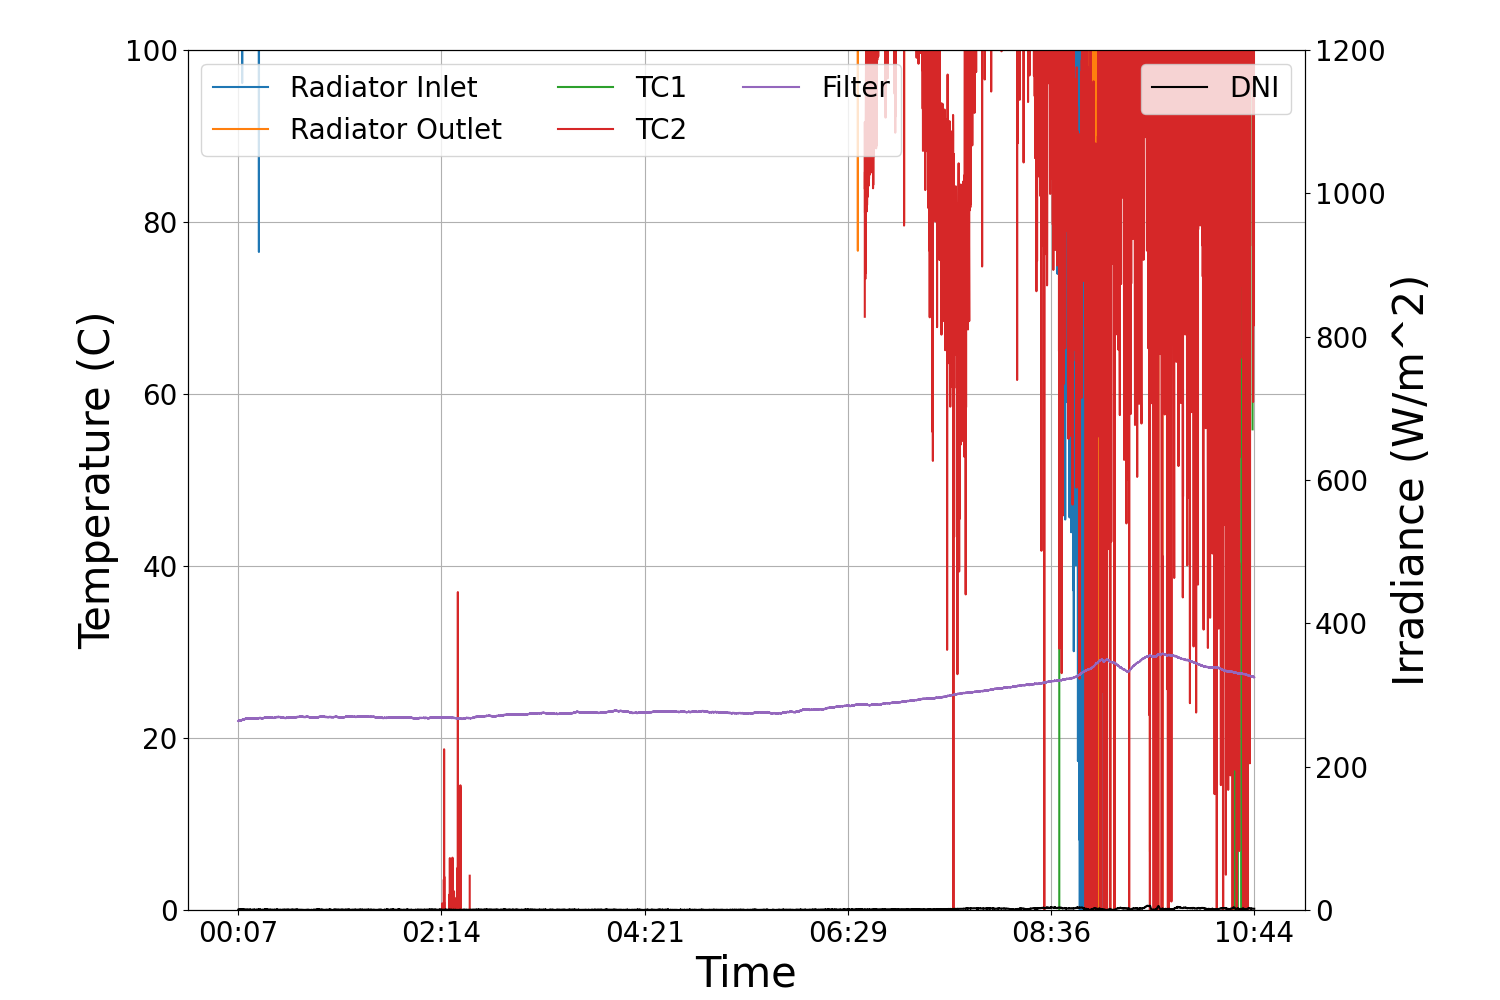 100
80
60
40
20
0
Temperature (C)
Radiator Inlet
Radiator Outlet
TC1
TC2
Filter
DNI
1200
1000
800
600
400
200
0
Irradiance (W/m^2)
00:07
02:14
04:21
06:29
08:36
10:44
Time